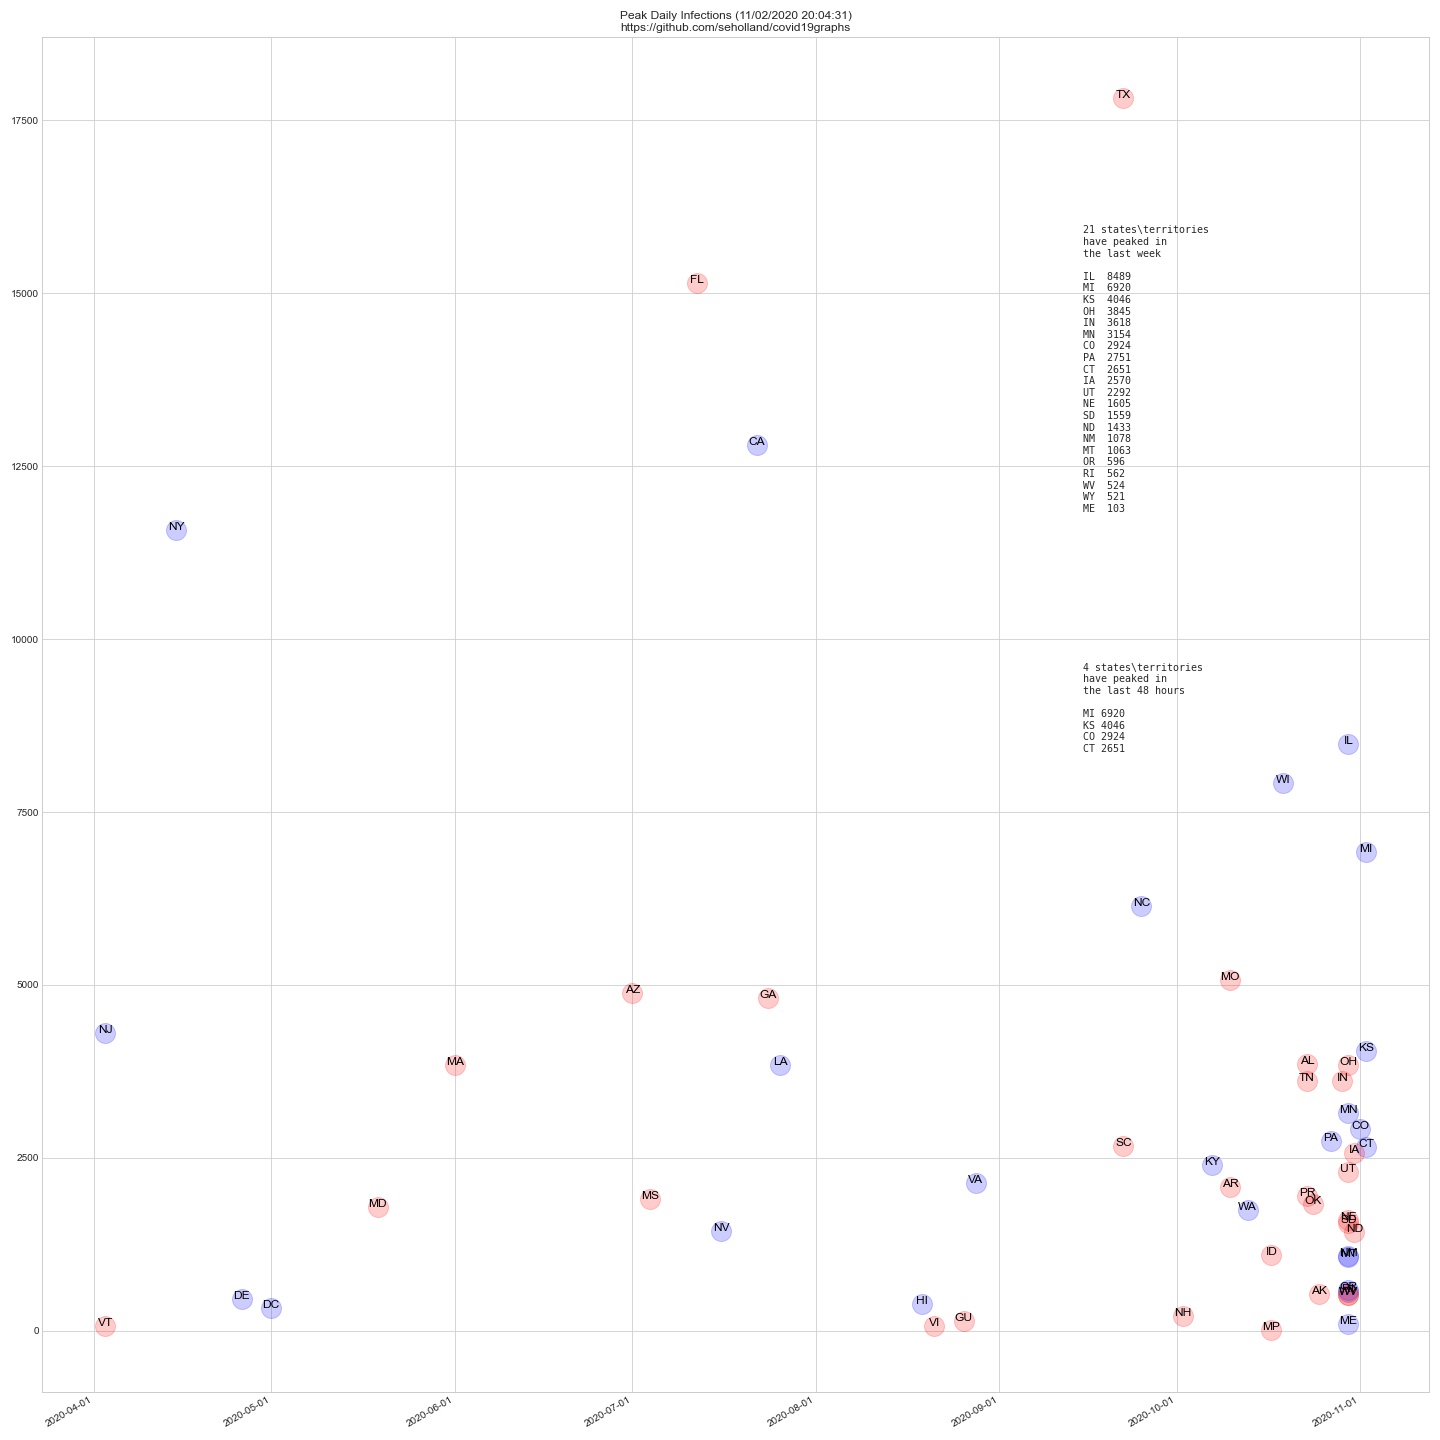 Peak Daily Infections (11/02/2020 20:04:31)
https://github.com/seholland/covid19graphs
17500
15000
12500
10000
7500
5000
2500
0
TX
21 states\territories
have peaked in
the last week
IL 8489
MI 6920
KS 4046
OH 3845
IN 3618
MN 3154
CO 2924
PA 2751
CT 2651
IA 2570
UT 2292
NE 1605
SD 1559
ND 1433
NM 1078
MT 1063
OR 596
RI 562
WV 524
WY 521
ME 103
FL
CA
NY
4 states\territories
have peaked in
the last 48 hours
MI 6920
KS 4046
CO 2924
CT 2651
IL
WI
MI
NC
MO
AZ
GA
NJ
MA
LA
KS
AL
OH
TN
IN
MN
CO
PA
CT
SC
IA
KY
UT
VA
AR
MS
PR
OK
MD
WA
NE
SD
ND
NV
ID
AK
DE
DC
HI
NH
VT
VI
GU
MP
ME
2020-04-01
2020-05-01
2020-06-01
2020-07-01
2020-08-01
2020-09-01
2020-10-01
2020-11-01